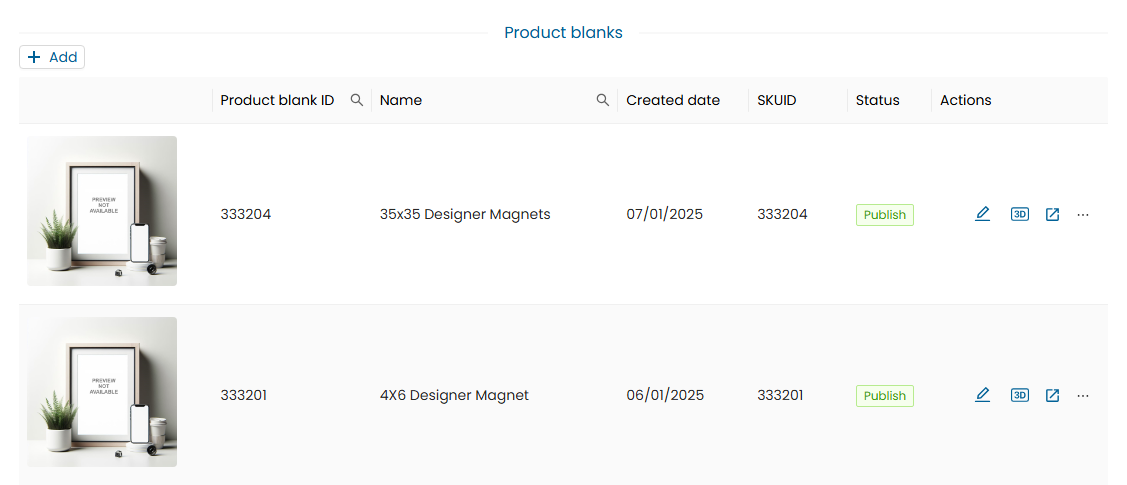 Product blanks
+ Add
Product blank ID Name Created date SKUID Status Actions
PREVIEW
NOT
AVAILABLE
333204 35x35 Designer Magnets 07/01/2025 333204 Publish 3D ...
PREVIEW
NOT
AVAILABLE
333201 4X6 Designer Magnet 06/01/2025 333201 Publish 3D ...